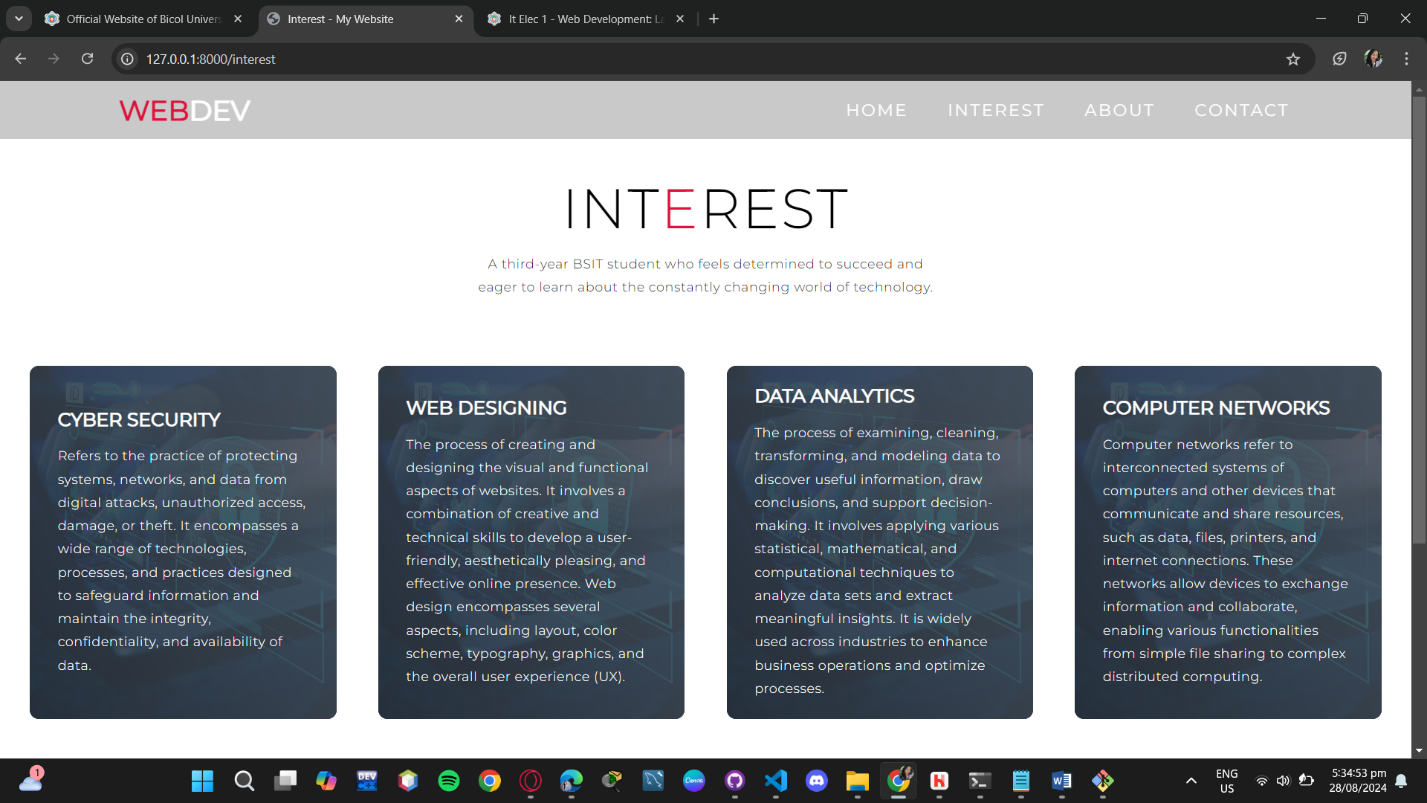 Official Website of Bicol Univers
Interest - My Website
It Elec 1 - Web Development: La
127.0.0.1:8000/interest
WEBDEV
HOME
INTEREST
ABOUT
CONTACT
INTEREST
A third-year BSIT student who feels determined to succeed and
eager to learn about the constantly changing world of technology.
CYBER SECURITY
Refers to the practice of protecting
systems, networks, and data from
digital attacks, unauthorized access,
damage, or theft. It encompasses a
wide range of technologies,
processes, and practices designed
to safeguard information and
maintain the integrity,
confidentiality, and availability of
data.
WEB DESIGNING
The process of creating and
designing the visual and functional
aspects of websites. It involves a
combination of creative and
technical skills to develop a user-
friendly, aesthetically pleasing, and
effective online presence. Web
design encompasses several
aspects, including layout, color
scheme, typography, graphics, and
the overall user experience (UX).
DATA ANALYTICS
The process of examining, cleaning,
transforming, and modeling data to
discover useful information, draw
conclusions, and support decision-
making. It involves applying various
statistical, mathematical, and
computational techniques to
analyze data sets and extract
meaningful insights. It is widely
used across industries to enhance
business operations and optimize
processes.
COMPUTER NETWORKS
Computer networks refer to
interconnected systems of
computers and other devices that
communicate and share resources,
such as data, files, printers, and
internet connections. These
networks allow devices to exchange
information and collaborate,
enabling various functionalities
from simple file sharing to complex
distributed computing.
1
DEV
Canva
H
W
ENG
US
5:34:53 pm
28/08/2024